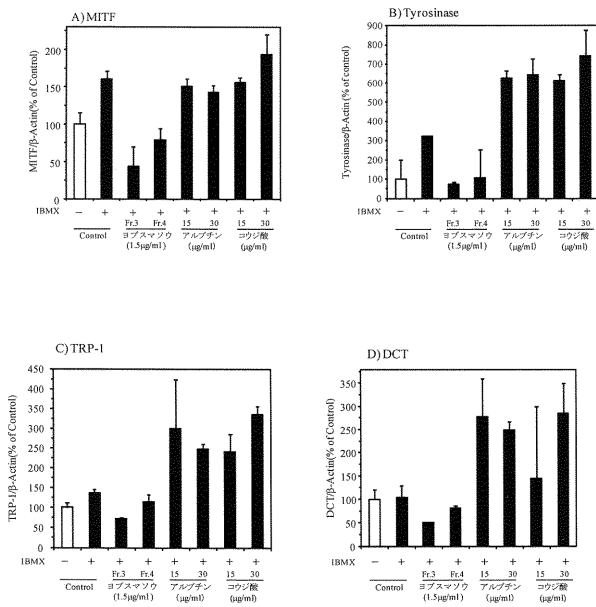 A) MITF
MITF/β-Actin(% of Control)
200
150
100
50
0
IBMX
− + + + + + + +
Fr.3 Fr.4 15 30 15 30
Control ヨブスマソウ アルブチン コウジ酸
(1.5μg/ml) (μg/ml) (μg/ml)
B) Tyrosinase
Tyrosinase/β-Actin (% of control)
900
800
700
600
500
400
300
200
100
0
− + + + + + + +
IBMX
Fr.3 Fr.4 15 30 15 30
Control ヨブスマソウ アルブチン コウジ酸
(1.5μg/ml) (μg/ml) (μg/ml)
C) TRP-1
TRP-1/β-Actin(% of Control)
450
400
350
300
250
200
150
100
50
0
IBMX − + + + + + + +
Fr.3 Fr.4 15 30 15 30
Control ヨブスマソウ アルブチン コウジ酸
(1.5μg/ml) (μg/ml) (μg/ml)
D) DCT
DCT/β-Actin(% of Control)
350
300
250
200
150
100
50
0
IBMX − + + + + + + +
Fr.3 Fr.4 15 30 15 30
Control ヨブスマソウ アルブチン コウジ酸
(1.5μg/ml) (μg/ml) (μg/ml)